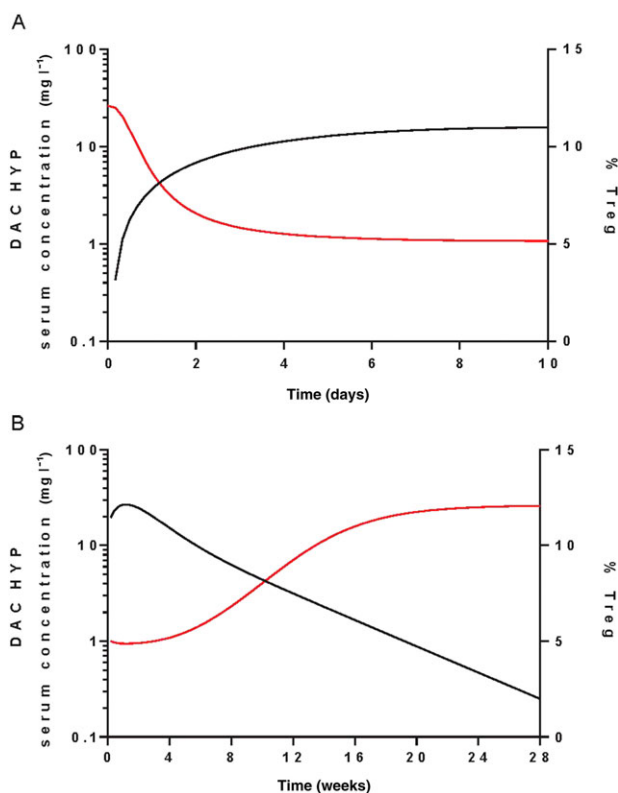 A
DAC HYP
serum concentration (mg l⁻¹)
100
10
1
0.1
15
10
5
0
% Treg
0 2 4 6 8 10
Time (days)
B
DAC HYP
serum concentration (mg l⁻¹)
100
10
1
0.1
15
10
5
0
% Treg
0 4 8 12 16 20 24 28
Time (weeks)